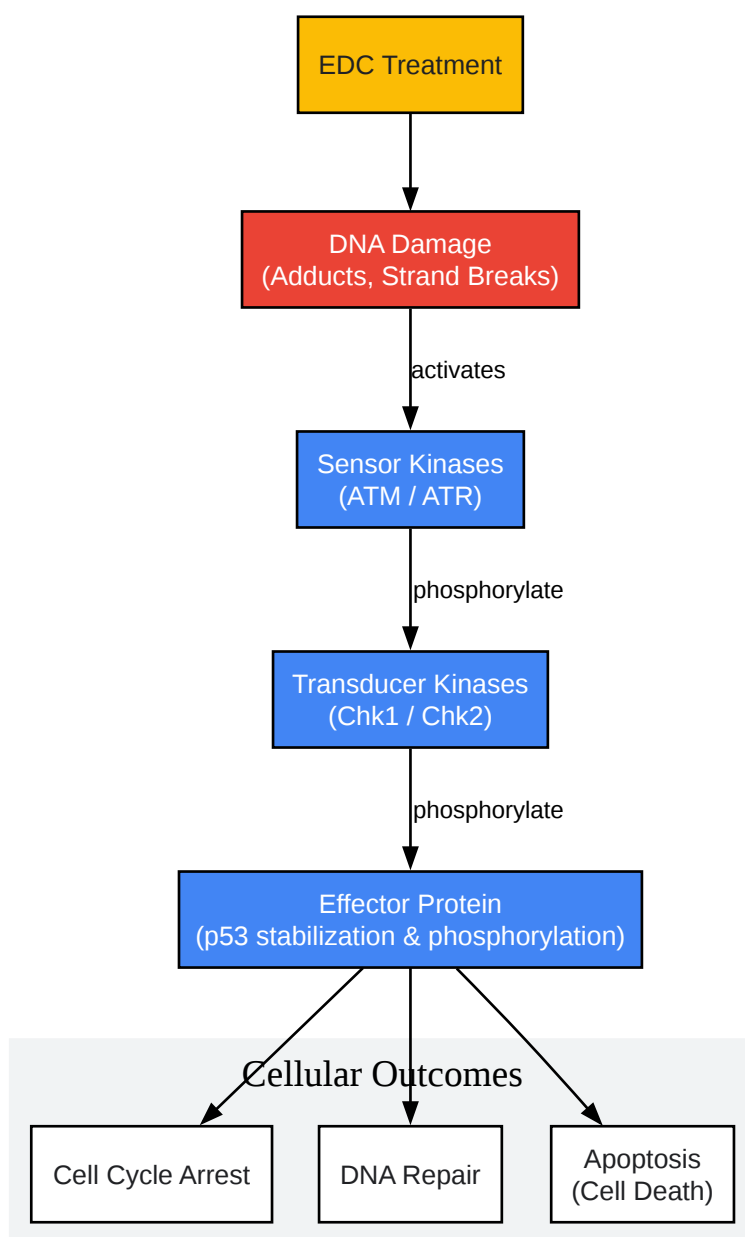 EDC Treatment
DNA Damage
(Adducts, Strand Breaks)
activates
Sensor Kinases
(ATM / ATR)
phosphorylate
Transducer Kinases
(Chk1 / Chk2)
phosphorylate
Effector Protein
(p53 stabilization & phosphorylation)
Cellular Outcomes
Cell Cycle Arrest
DNA Repair
Apoptosis
(Cell Death)